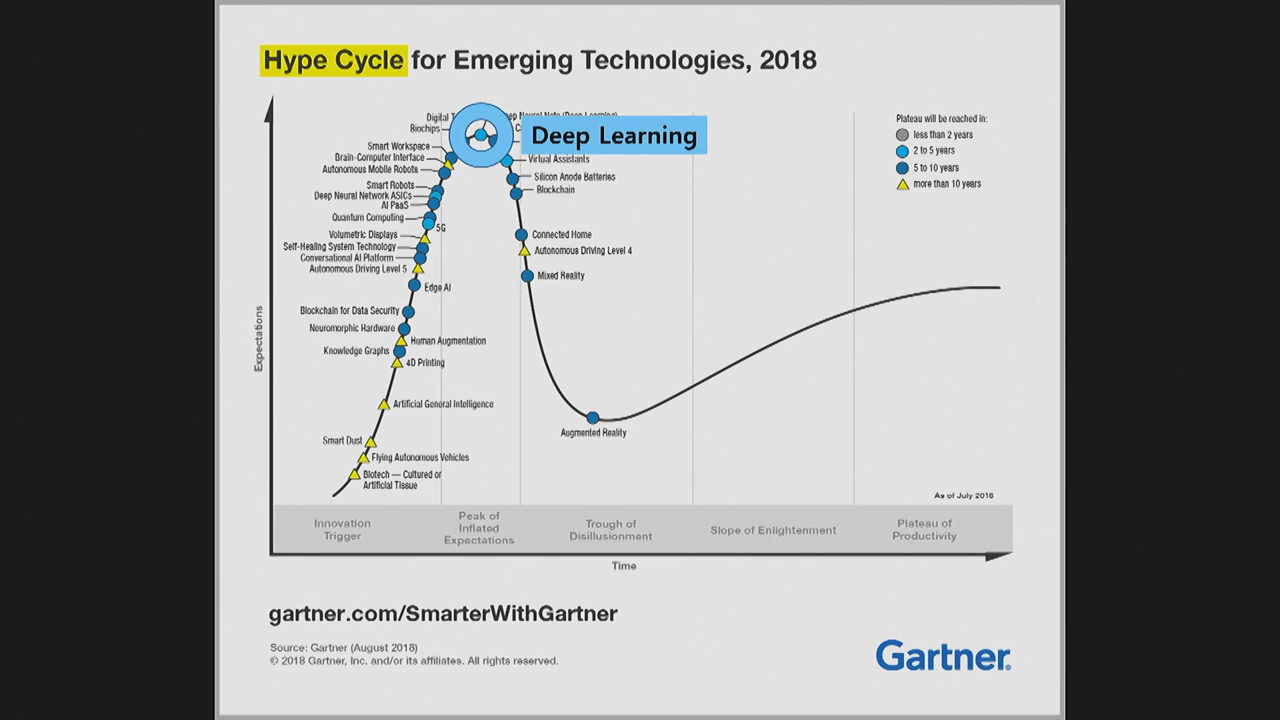 Hype Cycle for Emerging Technologies, 2018
Digital
Deep Learning
Biochips
Smart Workspace
Brain-Computer Interface
Autonomous Mobile Robots
Smart Robots
Deep Neural Network ASICs
AI PaaS
Quantum Computing
5G
Volumetric Displays
Self-Healing System Technology
Conversational AI Platform
Autonomous Driving Level 5
Edge AI
Blockchain for Data Security
Neuromorphic Hardware
Human Augmentation
Knowledge Graphs
4D Printing
Artificial General Intelligence
Smart Dust
Flying Autonomous Vehicles
Biotech — Cultured or
Artificial Tissue
Virtual Assistants
Silicon Anode Batteries
Blockchain
Connected Home
Autonomous Driving Level 4
Mixed Reality
Augmented Reality
Plateau will be reached in:
less than 2 years
2 to 5 years
5 to 10 years
more than 10 years
As of July 2018
Expectations
Innovation
Trigger
Peak of
Inflated
Expectations
Trough of
Disillusionment
Slope of Enlightenment
Plateau of
Productivity
Time
gartner.com/SmarterWithGartner
Source: Gartner (August 2018)
© 2018 Gartner, Inc. and/or its affiliates. All rights reserved.
Gartner®